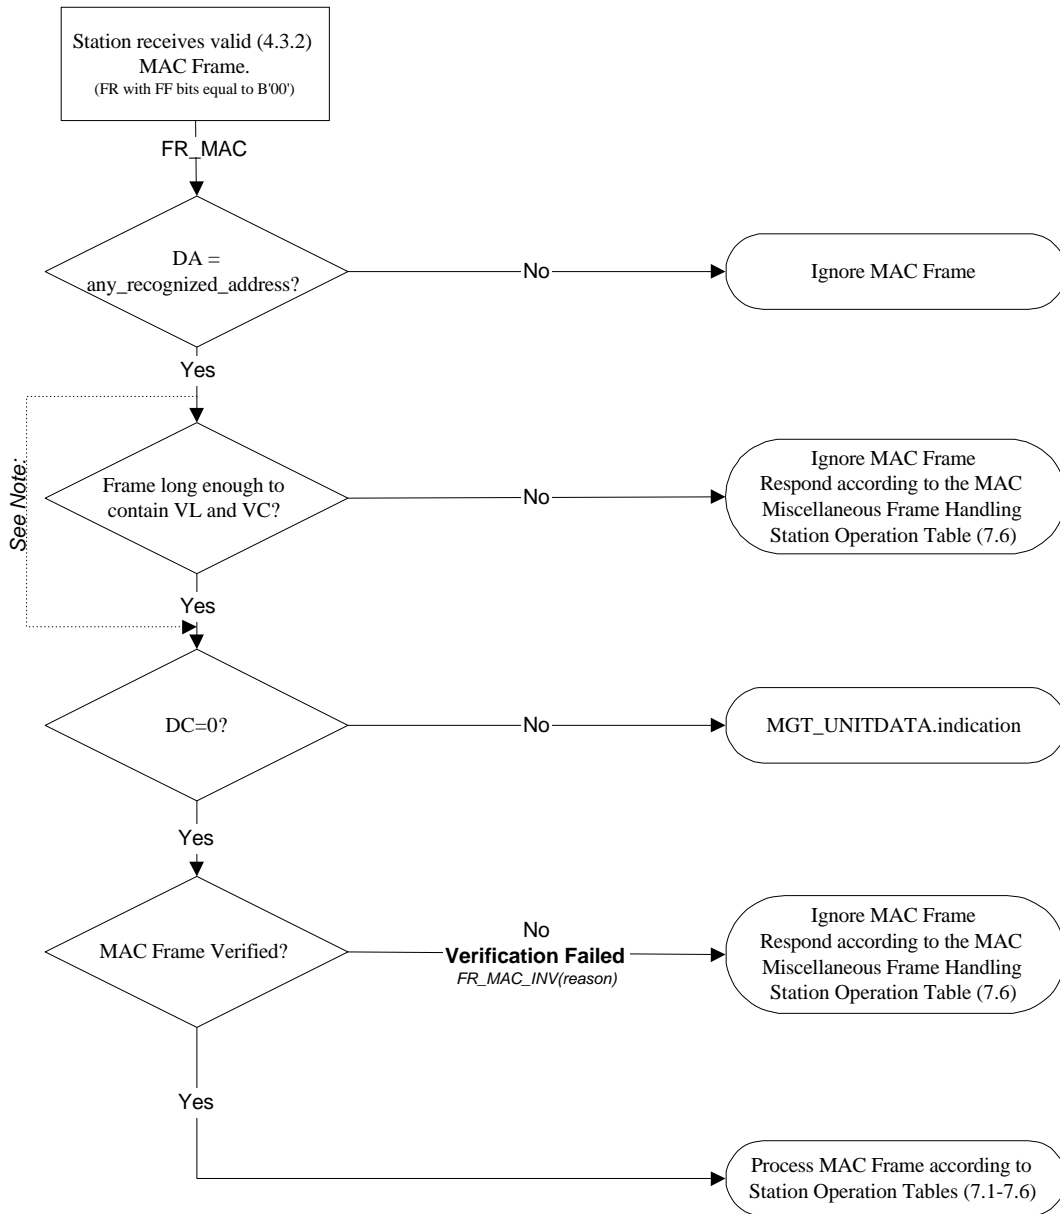 Station receives valid (4.3.2)
MAC Frame.
(FR with FF bits equal to B'00')
FR_MAC
DA =
any_recognized_address?
No
Ignore MAC Frame
Yes
See Note:
Frame long enough to
contain VL and VC?
No
Ignore MAC Frame
Respond according to the MAC
Miscellaneous Frame Handling
Station Operation Table (7.6)
Yes
DC=0?
No
MGT_UNITDATA.indication
Yes
MAC Frame Verified?
No
Verification Failed
FR_MAC_INV(reason)
Ignore MAC Frame
Respond according to the MAC
Miscellaneous Frame Handling
Station Operation Table (7.6)
Yes
Process MAC Frame according to
Station Operation Tables (7.1-7.6)